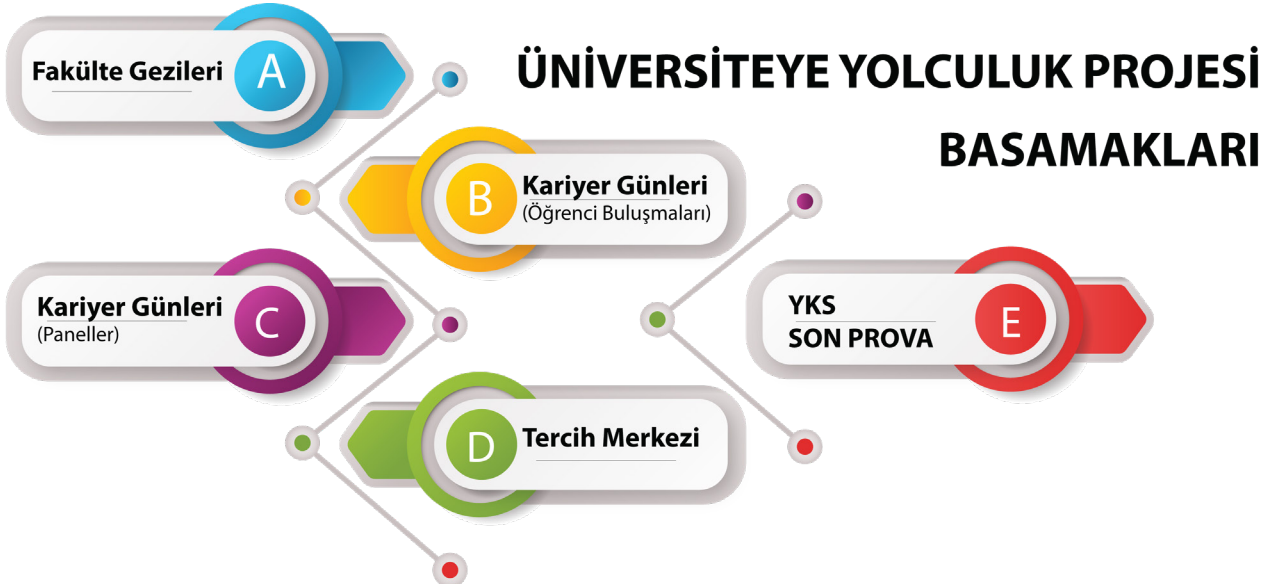 ÜNİVERSİTEYE YOLCULUK PROJESİ
BASAMAKLARI
Fakülte Gezileri
A
B
Kariyer Günleri
(Öğrenci Buluşmaları)
Kariyer Günleri
(Paneller)
C
D
Tercih Merkezi
YKS
SON PROVA
E